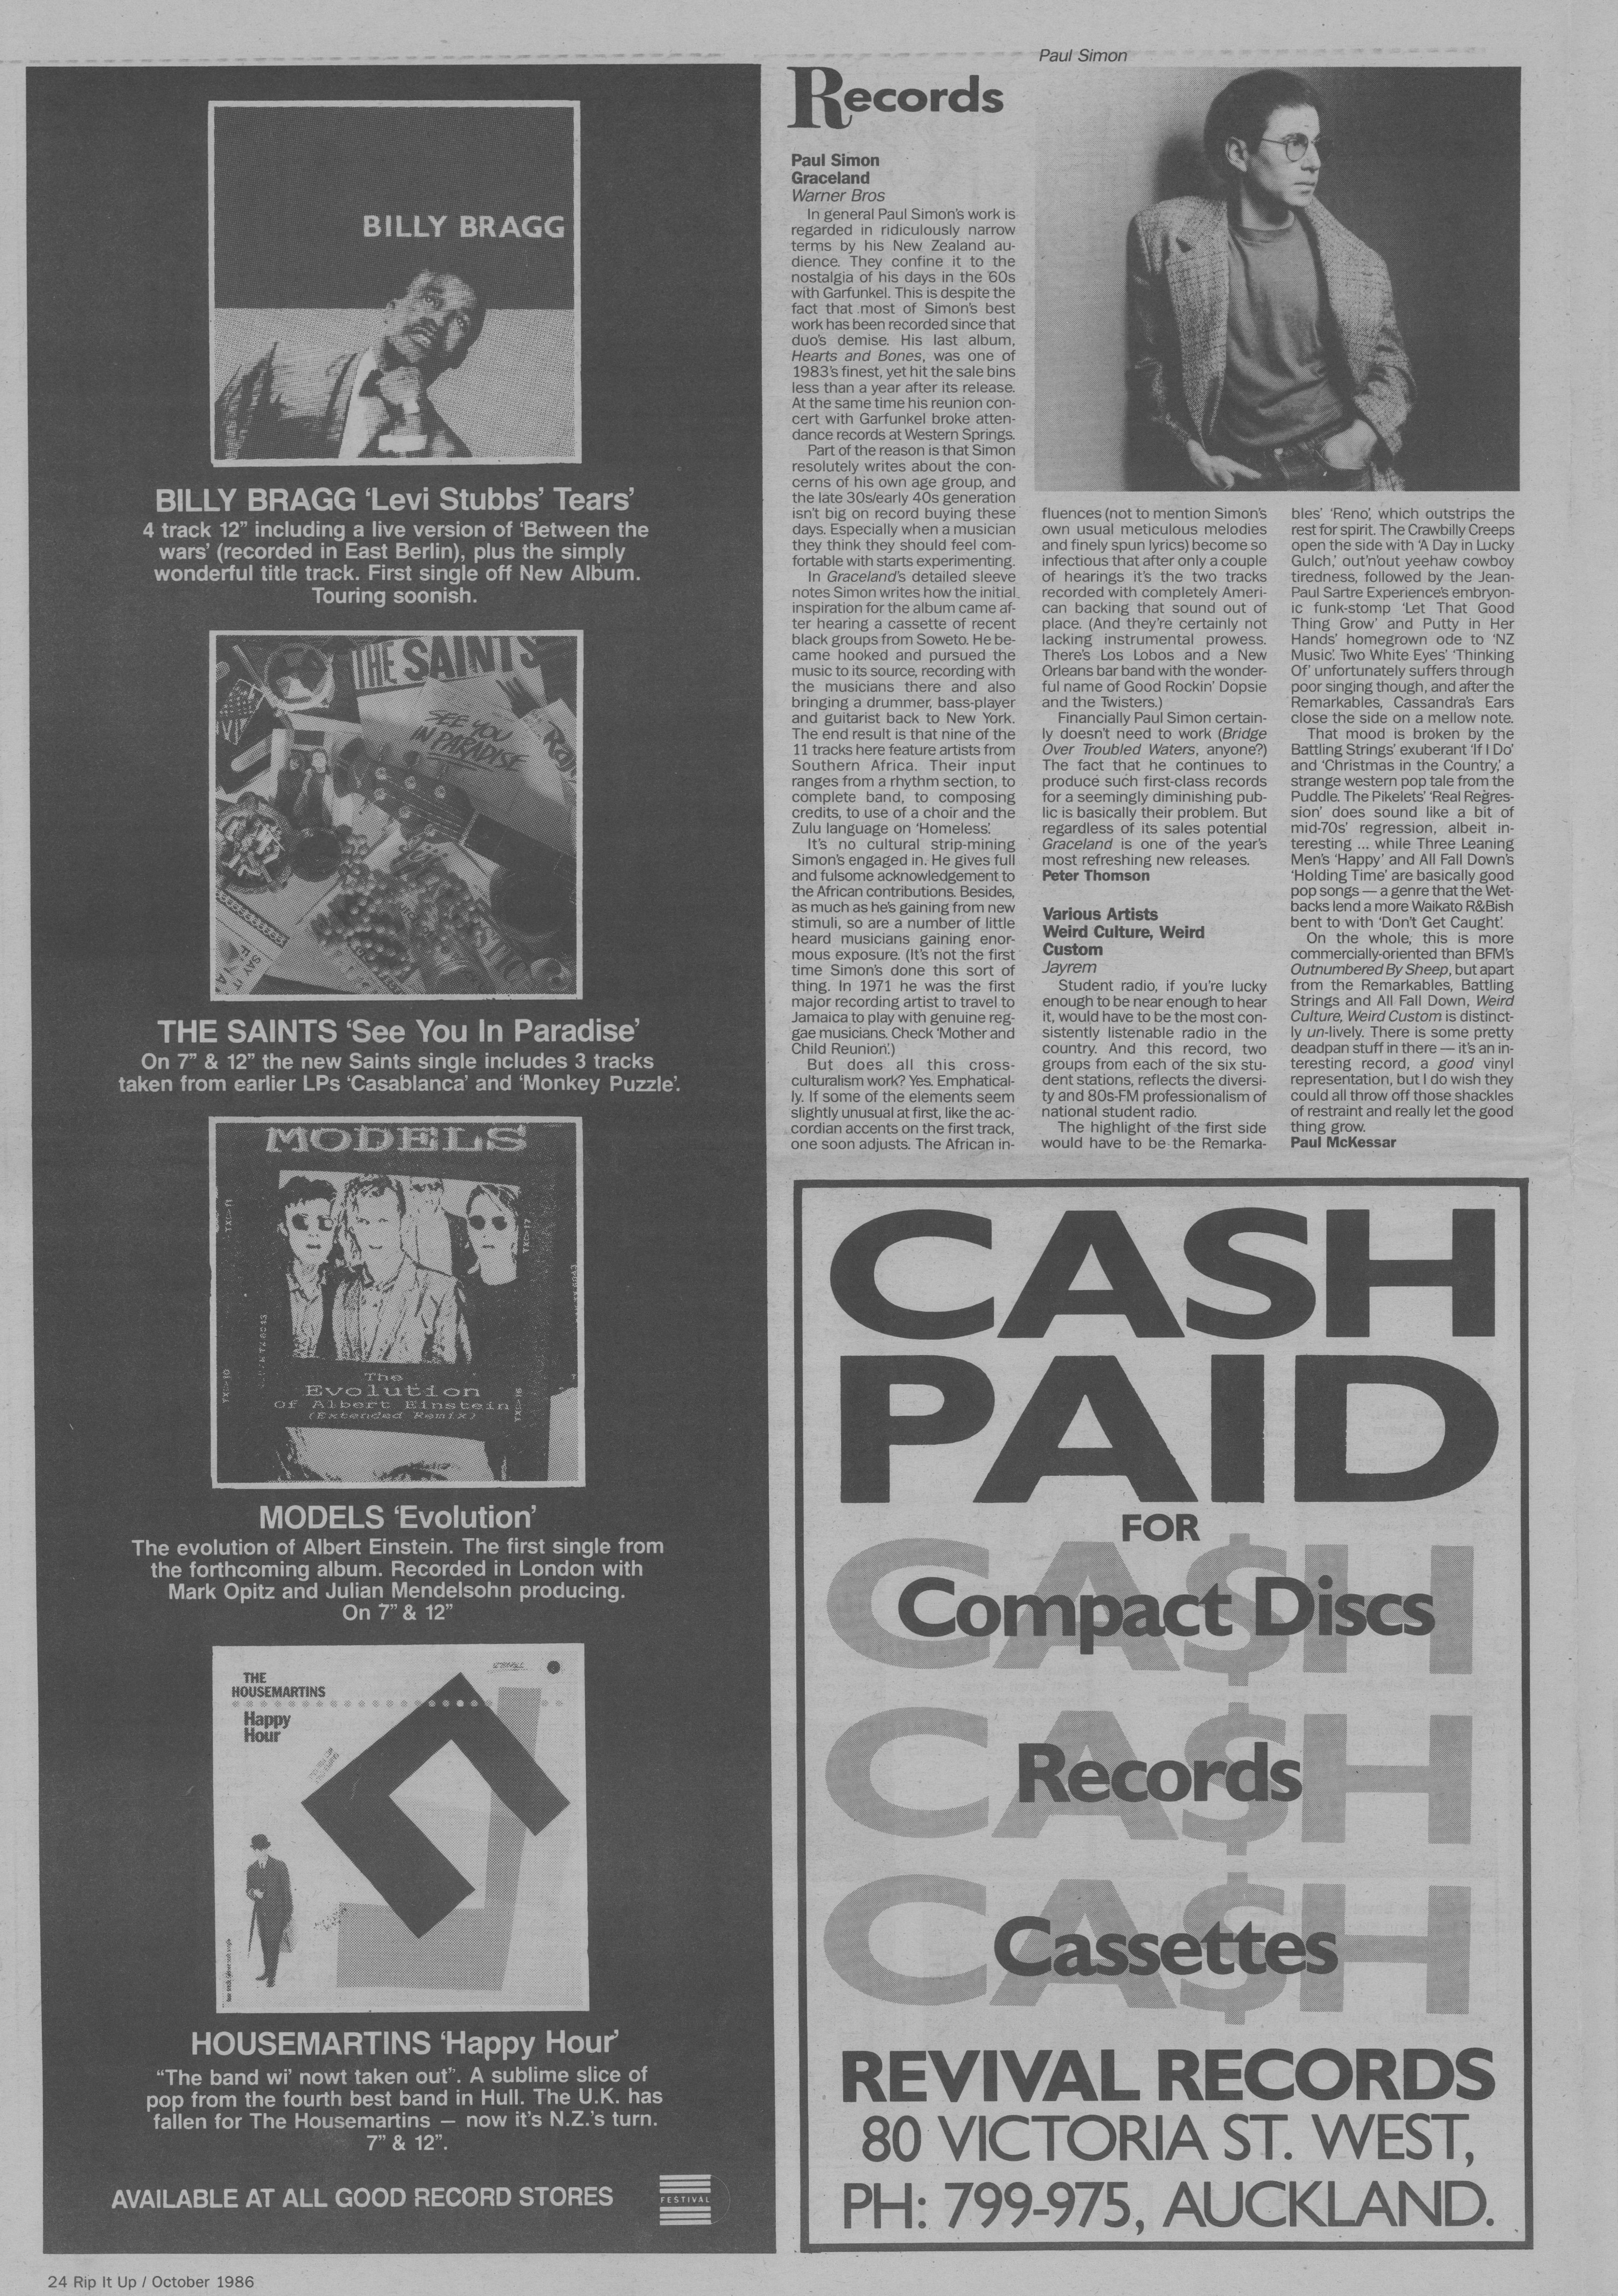 Paul Simon
BILLY BRAGG
BILLY BRAGG ‘Levi Stubbs’ Tears’
4 track 12” including a live version of ‘Between the
wars’ (recorded in East Berlin), plus the simply
wonderful title track. First single off New Album.
Touring soonish.
THE SAINTS
SEE YOU
IN PARADISE
THE SAINTS ‘See You In Paradise’
On 7” & 12” the new Saints single includes 3 tracks
taken from earlier LPs ‘Casablanca’ and ‘Monkey Puzzle’.
MODELS
The
Evolution
Of Albert Einstein
(Extended Remix)
MODELS ‘Evolution’
The evolution of Albert Einstein. The first single from
the forthcoming album. Recorded in London with
Mark Opitz and Julian Mendelsohn producing.
On 7” & 12”
THE
HOUSEMARTINS
Happy
Hour
HOUSEMARTINS ‘Happy Hour’
“The band wi’ nowt taken out”. A sublime slice of
pop from the fourth best band in Hull. The U.K. has
fallen for The Housemartins — now it’s N.Z.’s turn.
7” & 12”.
AVAILABLE AT ALL GOOD RECORD STORES
FESTIVAL
Records
Paul Simon
Graceland
Warner Bros
In general Paul Simon’s work is
regarded in ridiculously narrow
terms by his New Zealand au-
dience. They confine it to the
nostalgia of his days in the ’60s
with Garfunkel. This is despite the
fact that most of Simon’s best
work has been recorded since that
duo’s demise. His last album,
Hearts and Bones, was one of
1983’s finest, yet hit the sale bins
less than a year after its release.
At the same time his reunion con-
cert with Garfunkel broke atten-
dance records at Western Springs.
Part of the reason is that Simon
resolutely writes about the con-
cerns of his own age group, and
the late 30s/early 40s generation
isn’t big on record buying these
days. Especially when a musician
they think they should feel com-
fortable with starts experimenting.
In Graceland’s detailed sleeve
notes Simon writes how the initial
inspiration for the album came af-
ter hearing a cassette of recent
black groups from Soweto. He be-
came hooked and pursued the
music to its source, recording with
the musicians there and also
bringing a drummer, bass-player
and guitarist back to New York.
The end result is that nine of the
11 tracks here feature artists from
Southern Africa. Their input
ranges from a rhythm section, to
complete band, to composing
credits, to use of a choir and the
Zulu language on ‘Homeless’.
It’s no cultural strip-mining
Simon’s engaged in. He gives full
and fulsome acknowledgement to
the African contributions. Besides,
as much as he’s gaining from new
stimuli, so are a number of little
heard musicians gaining enor-
mous exposure. (It’s not the first
time Simon’s done this sort of
thing. In 1971 he was the first
major recording artist to travel to
Jamaica to play with genuine reg-
gae musicians. Check ‘Mother and
Child Reunion’.)
But does all this cross-
culturalism work? Yes. Emphatical-
ly. If some of the elements seem
slightly unusual at first, like the ac-
cordian accents on the first track,
one soon adjusts. The African in-
fluences (not to mention Simon’s
own usual meticulous melodies
and finely spun lyrics) become so
infectious that after only a couple
of hearings it’s the two tracks
recorded with completely Ameri-
can backing that sound out of
place. (And they’re certainly not
lacking instrumental prowess.
There’s Los Lobos and a New
Orleans bar band with the wonder-
ful name of Good Rockin’ Dopsie
and the Twisters.)
Financially Paul Simon certain-
ly doesn’t need to work (Bridge
Over Troubled Waters, anyone?)
The fact that he continues to
produce such first-class records
for a seemingly diminishing pub-
lic is basically their problem. But
regardless of its sales potential
Graceland is one of the year’s
most refreshing new releases.
Peter Thomson
Various Artists
Weird Culture, Weird
Custom
Jayrem
Student radio, if you’re lucky
enough to be near enough to hear
it, would have to be the most con-
sistently listenable radio in the
country. And this record, two
groups from each of the six stu-
dent stations, reflects the diversi-
ty and 80s-FM professionalism of
national student radio.
The highlight of the first side
would have to be the Remarka-
bles’ ‘Reno’, which outstrips the
rest for spirit. The Crawbilly Creeps
open the side with ‘A Day in Lucky
Gulch,’ out’n’out yeehaw cowboy
tiredness, followed by the Jean-
Paul Sartre Experience’s embryon-
ic funk-stomp ‘Let That Good
Thing Grow’ and Putty in Her
Hands’ homegrown ode to ‘NZ
Music’. Two White Eyes’ ‘Thinking
Of’ unfortunately suffers through
poor singing though, and after the
Remarkables, Cassandra’s Ears
close the side on a mellow note.
That mood is broken by the
Battling Strings’ exuberant ‘If I Do’
and ‘Christmas in the Country,’ a
strange western pop tale from the
Puddle. The Pikelets’ ‘Real Regres-
sion’ does sound like a bit of
mid-70s’ regression, albeit in-
teresting ... while Three Leaning
Men’s ‘Happy’ and All Fall Down’s
‘Holding Time’ are basically good
pop songs — a genre that the Wet-
backs lend a more Waikato R&Bish
bent to with ‘Don’t Get Caught’.
On the whole, this is more
commercially-oriented than BFM’s
Outnumbered By Sheep, but apart
from the Remarkables, Battling
Strings and All Fall Down, Weird
Culture, Weird Custom is distinct-
ly un-lively. There is some pretty
deadpan stuff in there — it’s an in-
teresting record, a good vinyl
representation, but I do wish they
could all throw off those shackles
of restraint and really let the good
thing grow.
Paul McKessar
CASH
PAID
FOR
CA$H
Compact Discs
CA$H
Records
CA$H
Cassettes
REVIVAL RECORDS
80 VICTORIA ST. WEST,
PH: 799-975, AUCKLAND.
24 Rip It Up / October 1986